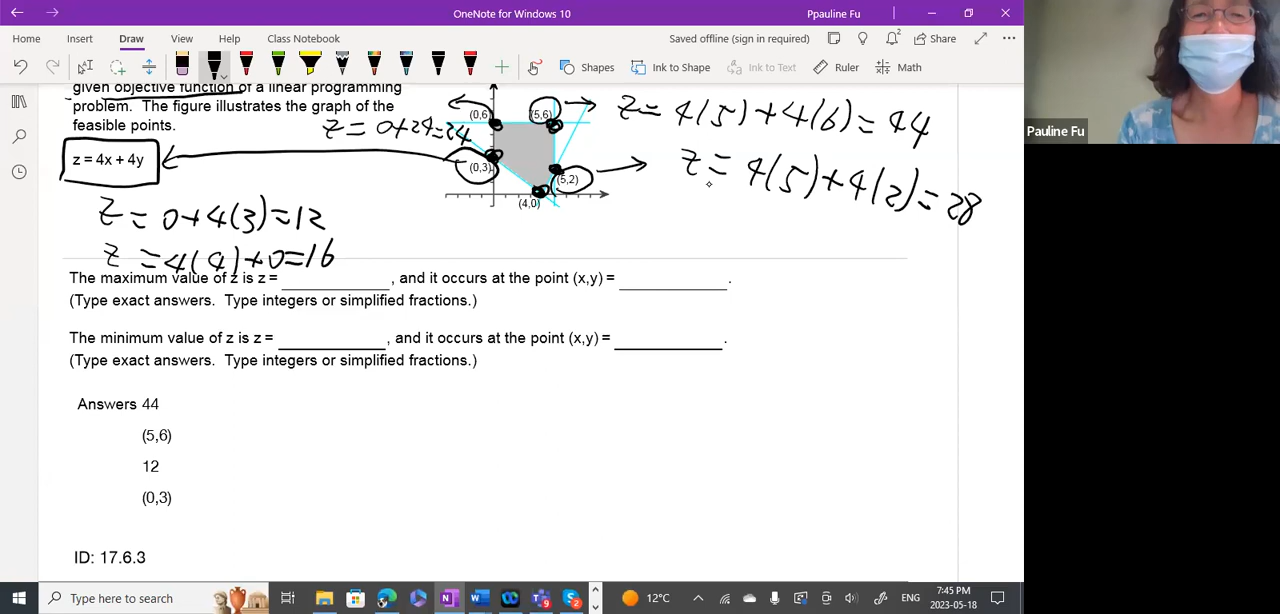 OneNote for Windows 10
Ppauline Fu
Home Insert Draw View Help Class Notebook
Saved offline (sign in required)
Share
Shapes
Ink to Shape
Ink to Text
Ruler
Math
given objective function of a linear programming
problem. The figure illustrates the graph of the
feasible points.
z = 4x + 4y
(0,6)
(5,6)
(0,3)
(5,2)
(4,0)
z = 0+24=24
z = 4(5)+4(6)=44
z = 4(5)+4(2)=28
z = 0+4(3)=12
z = 4(4)+0=16
The maximum value of z is z = , and it occurs at the point (x,y) = .
(Type exact answers. Type integers or simplified fractions.)
The minimum value of z is z = , and it occurs at the point (x,y) = .
(Type exact answers. Type integers or simplified fractions.)
Answers 44
(5,6)
12
(0,3)
ID: 17.6.3
Pauline Fu
Type here to search
12°C
ENG
7:45 PM
2023-05-18